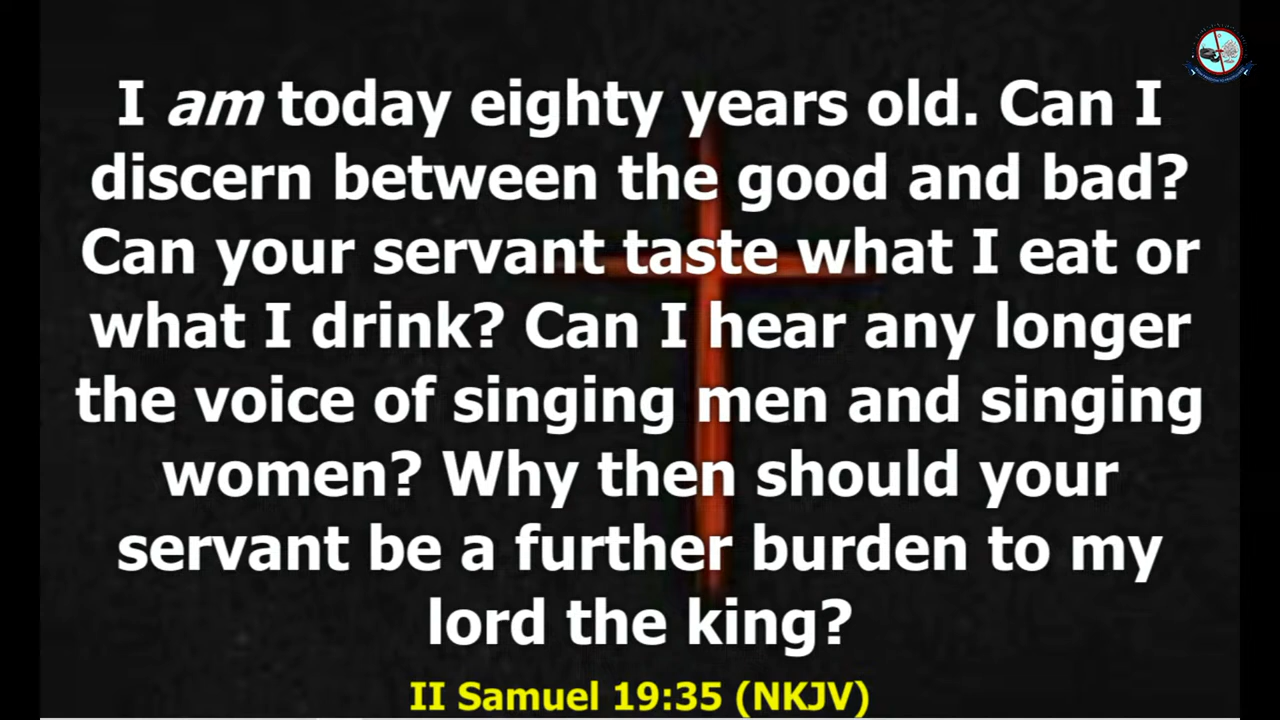 I am today eighty years old. Can I
discern between the good and bad?
Can your servant taste what I eat or
what I drink? Can I hear any longer
the voice of singing men and singing
women? Why then should your
servant be a further burden to my
lord the king?
II Samuel 19:35 (NKJV)